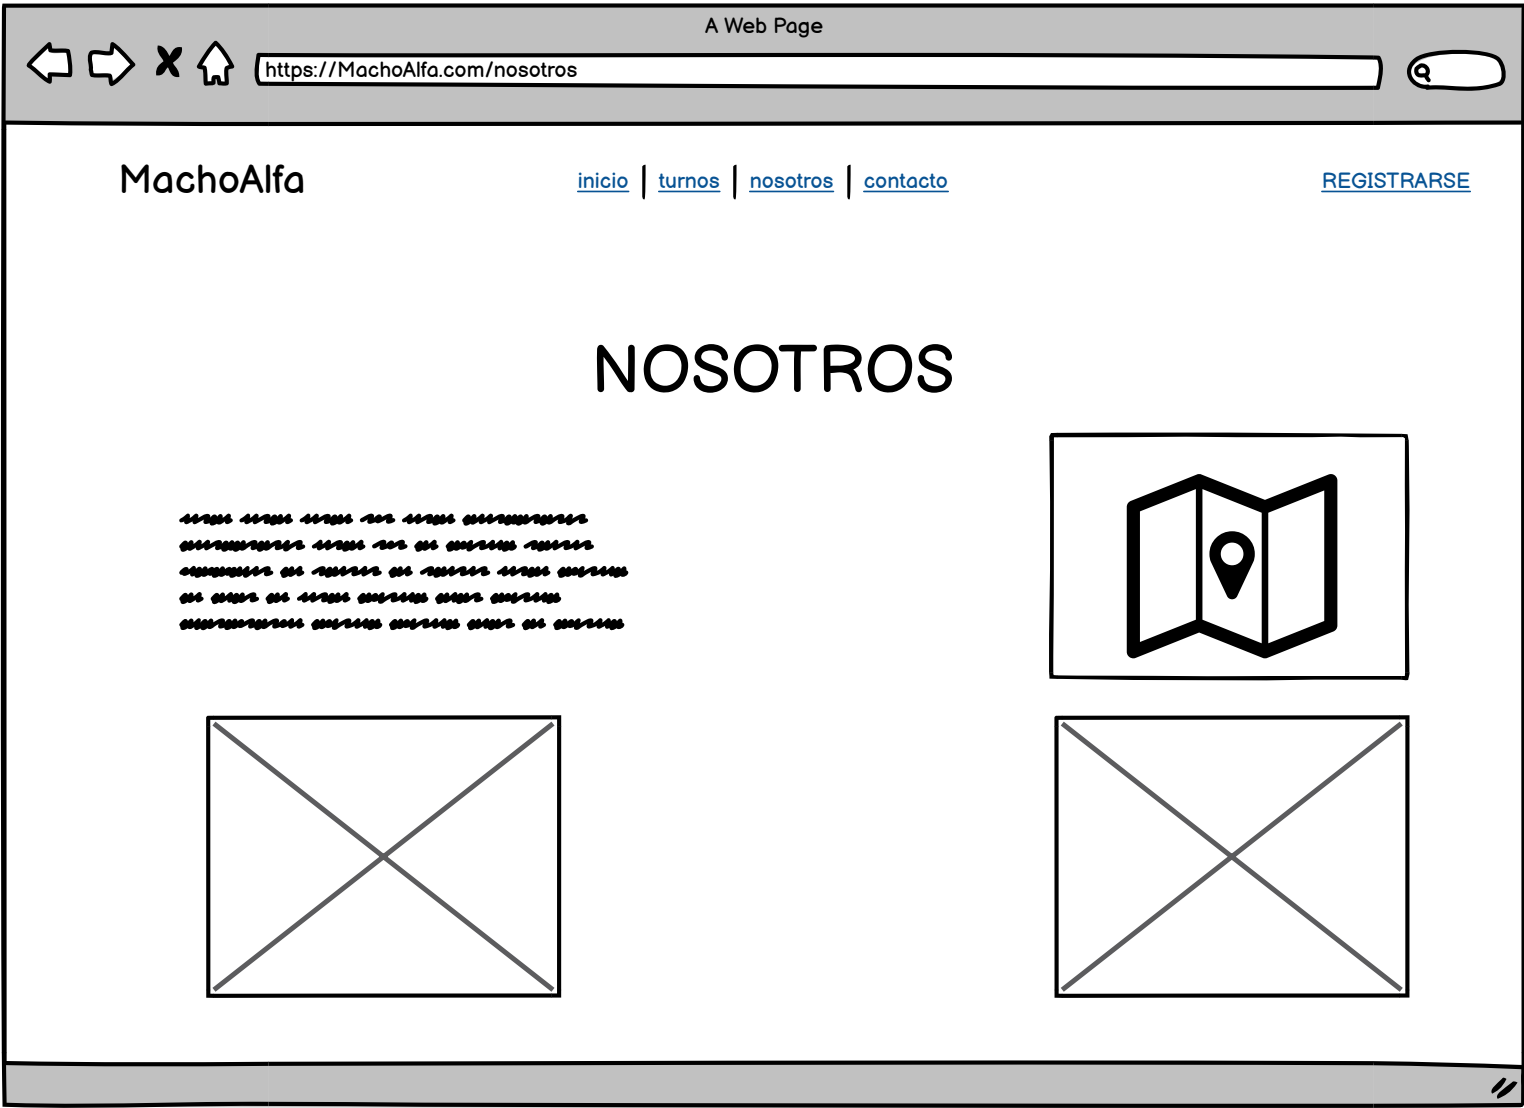 A Web Page
https://MachoAlfa.com/nosotros
MachoAlfa
inicio | turnos | nosotros | contacto
REGISTRARSE
NOSOTROS